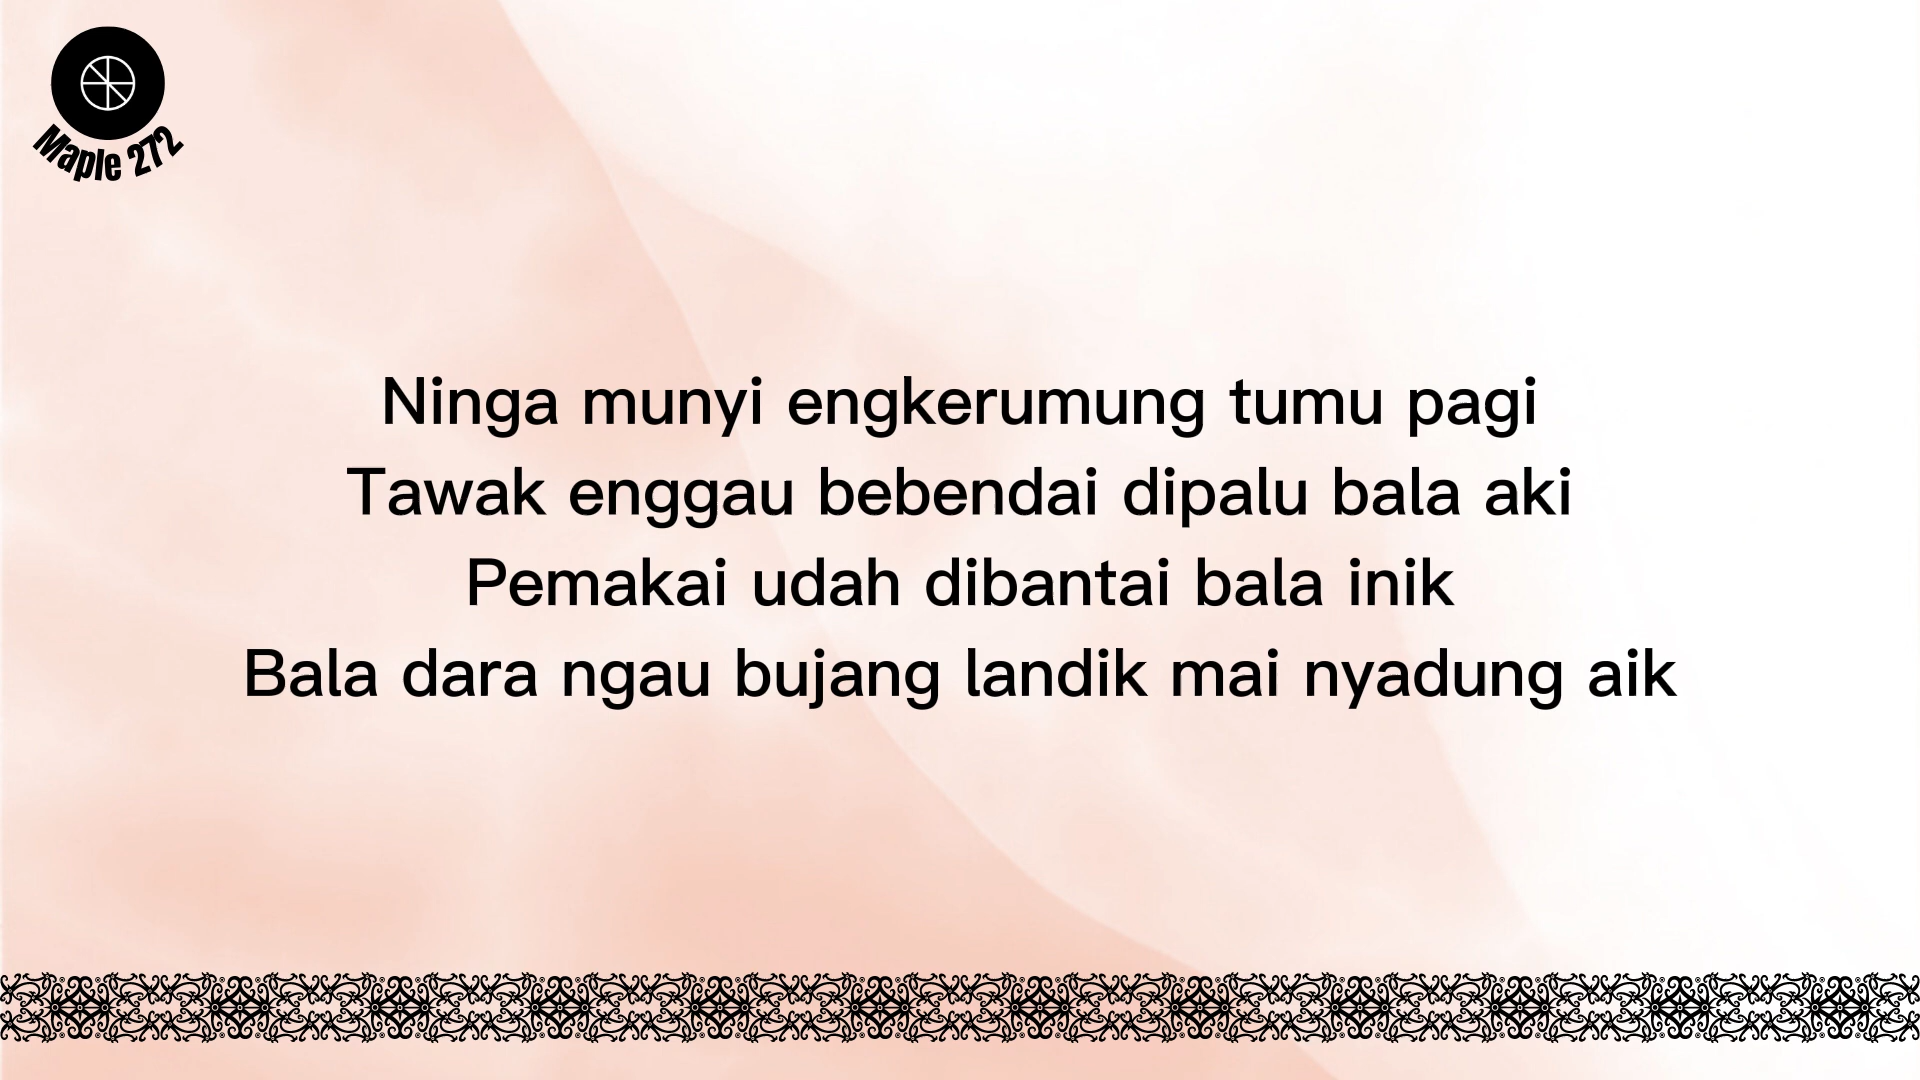 Maple 272
Ninga munyi engkerumung tumu pagi
Tawak enggau bebendai dipalu bala aki
Pemakai udah dibantai bala inik
Bala dara ngau bujang landik mai nyadung aik